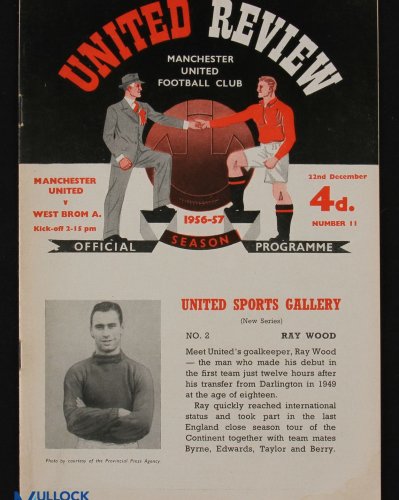 UNITED REVIEW
MANCHESTER
UNITED
FOOTBALL CLUB
MANCHESTER
UNITED
v
WEST BROM A.
Kick-off 2-15 pm
22nd December
4d.
NUMBER 11
1956-57
OFFICIAL SEASON PROGRAMME
UNITED SPORTS GALLERY
(New Series)
NO. 2 RAY WOOD
Meet United's goalkeeper, Ray Wood
— the man who made his debut in
the first team just twelve hours after
his transfer from Darlington in 1949
at the age of eighteen.
Ray quickly reached international
status and took part in the last
England close season tour of
the Continent together with team mates
Byrne, Edwards, Taylor and Berry.
Photo by courtesy of the Provincial Press Agency
MULLOCK